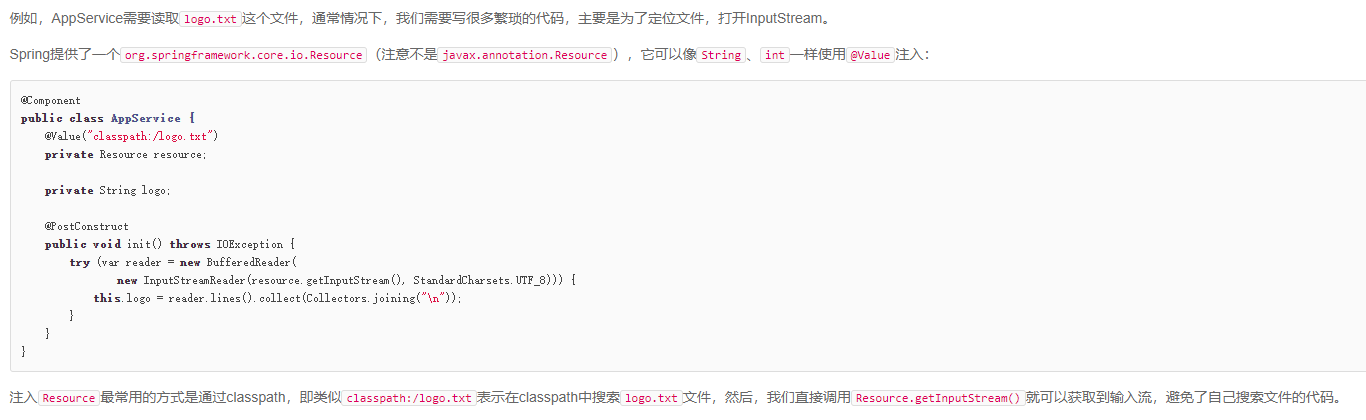 例如，AppService需要读取logo.txt这个文件，通常情况下，我们需要写很多繁琐的代码，主要是为了定位文件，打开InputStream。
Spring提供了一个org.springframework.core.io.Resource（注意不是javax.annotation.Resource），它可以像String、int一样使用@Value注入：
@Component
public class AppService {
    @Value("classpath:/logo.txt")
    private Resource resource;
    private String logo;
    @PostConstruct
    public void init() throws IOException {
        try (var reader = new BufferedReader(
                new InputStreamReader(resource.getInputStream(), StandardCharsets.UTF_8))) {
            this.logo = reader.lines().collect(Collectors.joining("\n"));
        }
    }
}
注入Resource最常用的方式是通过classpath，即类似classpath:/logo.txt表示在classpath中搜索logo.txt文件，然后，我们直接调用Resource.getInputStream()就可以获取到输入流，避免了自己搜索文件的代码。